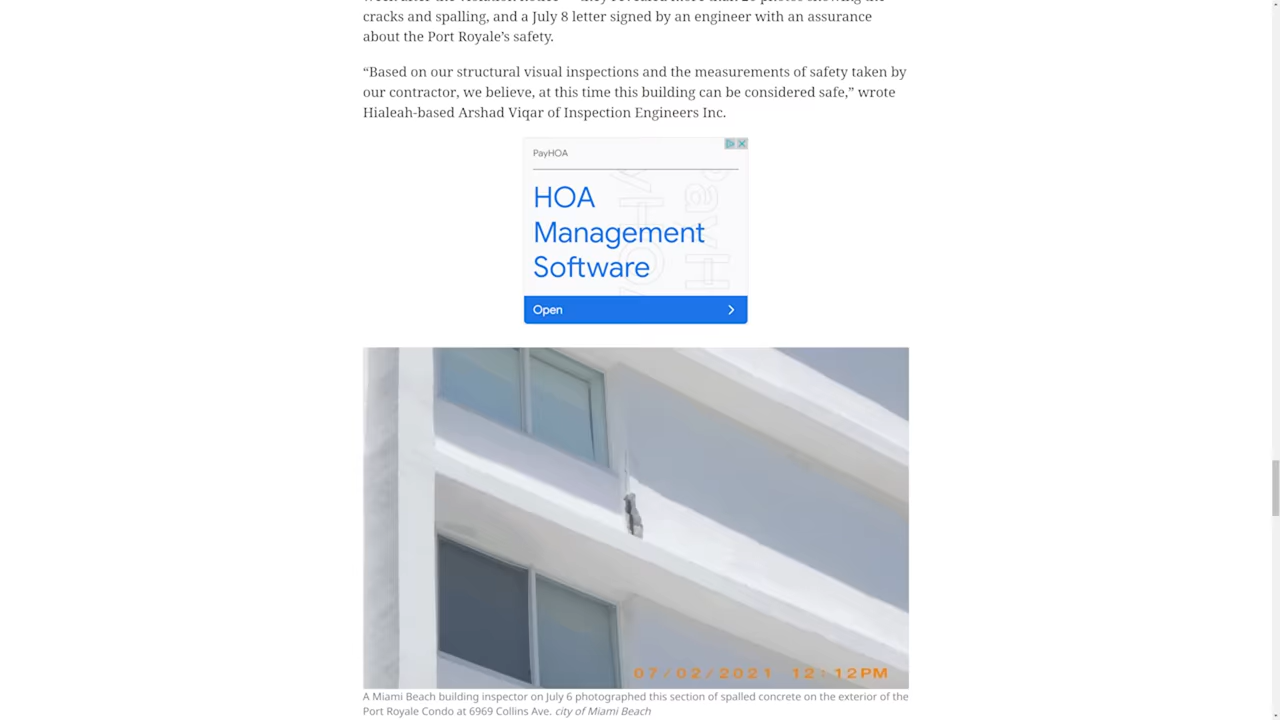 cracks and spalling, and a July 8 letter signed by an engineer with an assurance
about the Port Royale’s safety.
“Based on our structural visual inspections and the measurements of safety taken by
our contractor, we believe, at this time this building can be considered safe,” wrote
Hialeah-based Arshad Viqar of Inspection Engineers Inc.
PayHOA
HOA
Management
Software
Open
07/02/2021 12:12PM
A Miami Beach building inspector on July 6 photographed this section of spalled concrete on the exterior of the
Port Royale Condo at 6969 Collins Ave. city of Miami Beach